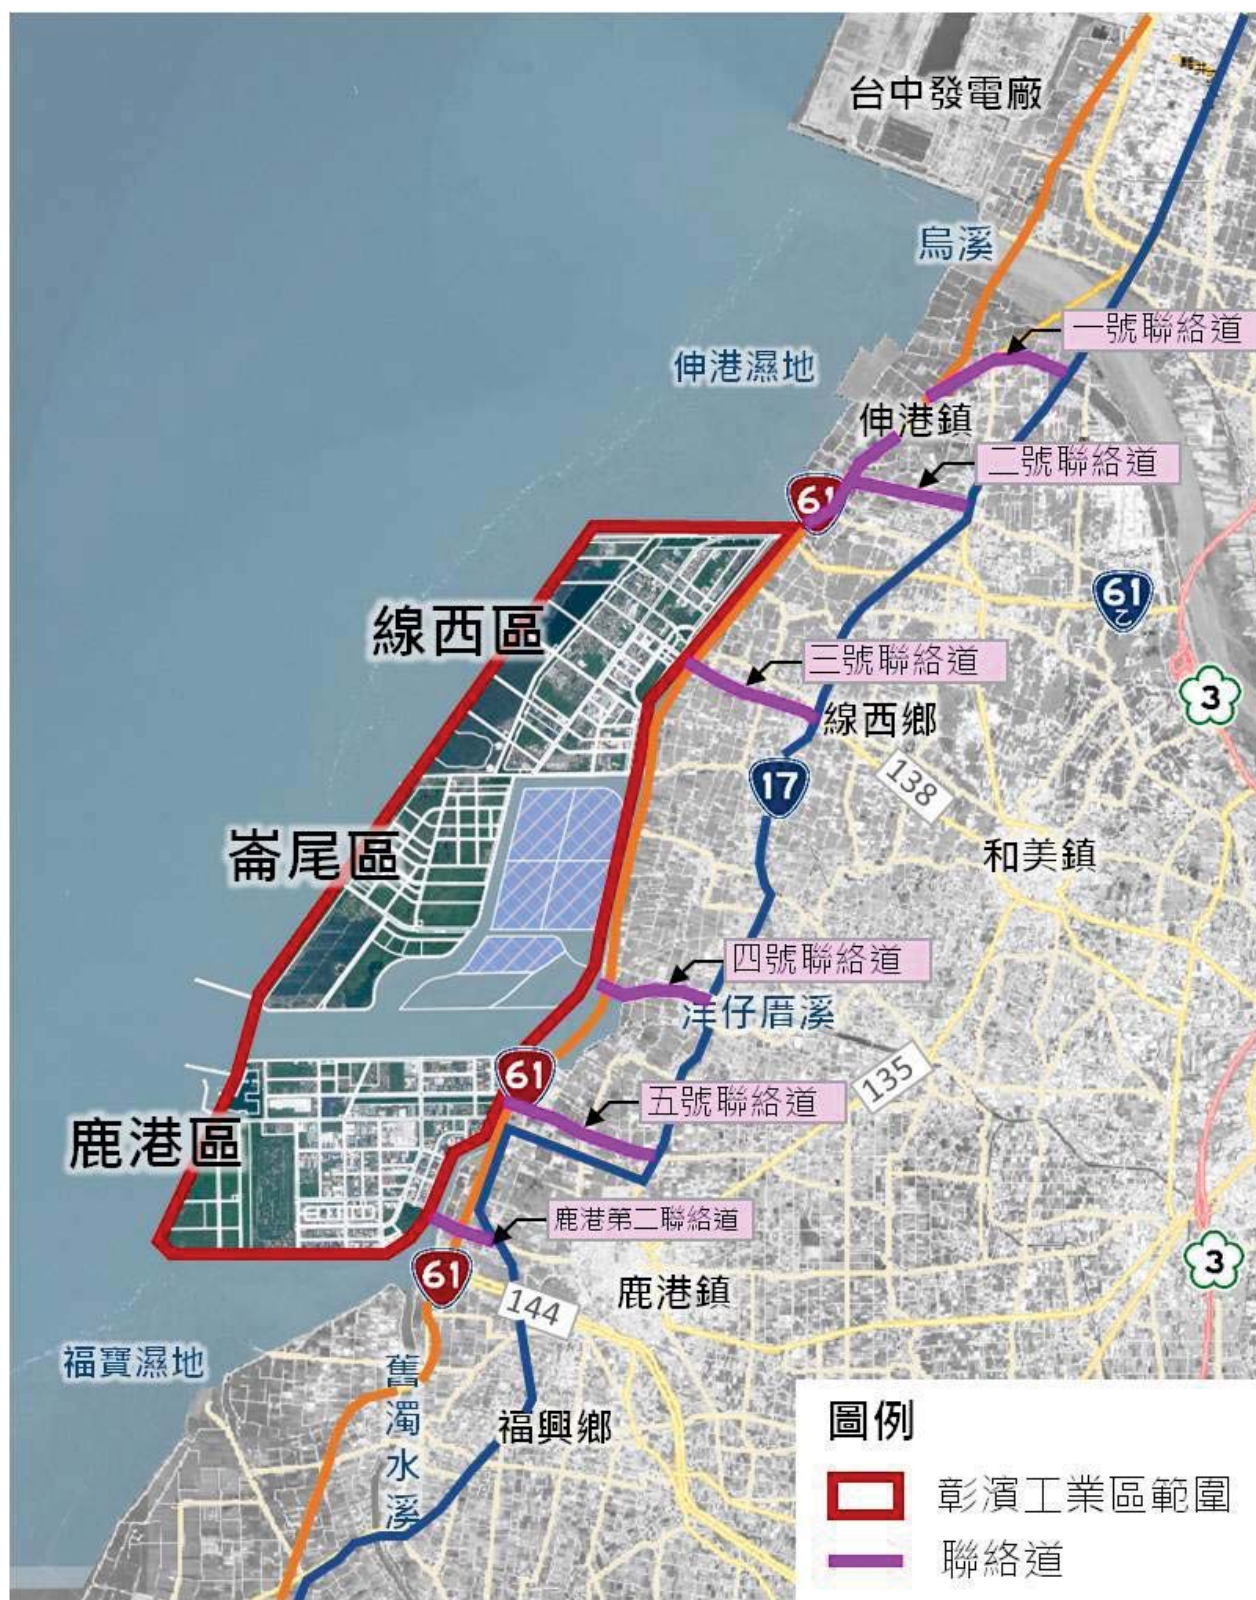 台中發電廠
烏溪
一號聯絡道
伸港濕地
伸港鎮
二號聯絡道
61
61
乙
線西區
三號聯絡道
3
線西鄉
17
138
崙尾區
和美鎮
四號聯絡道
洋仔厝溪
61
135
五號聯絡道
鹿港區
鹿港第二聯絡道
3
61
鹿港鎮
144
福寶濕地
舊濁水溪
福興鄉
圖例
彰濱工業區範圍
聯絡道